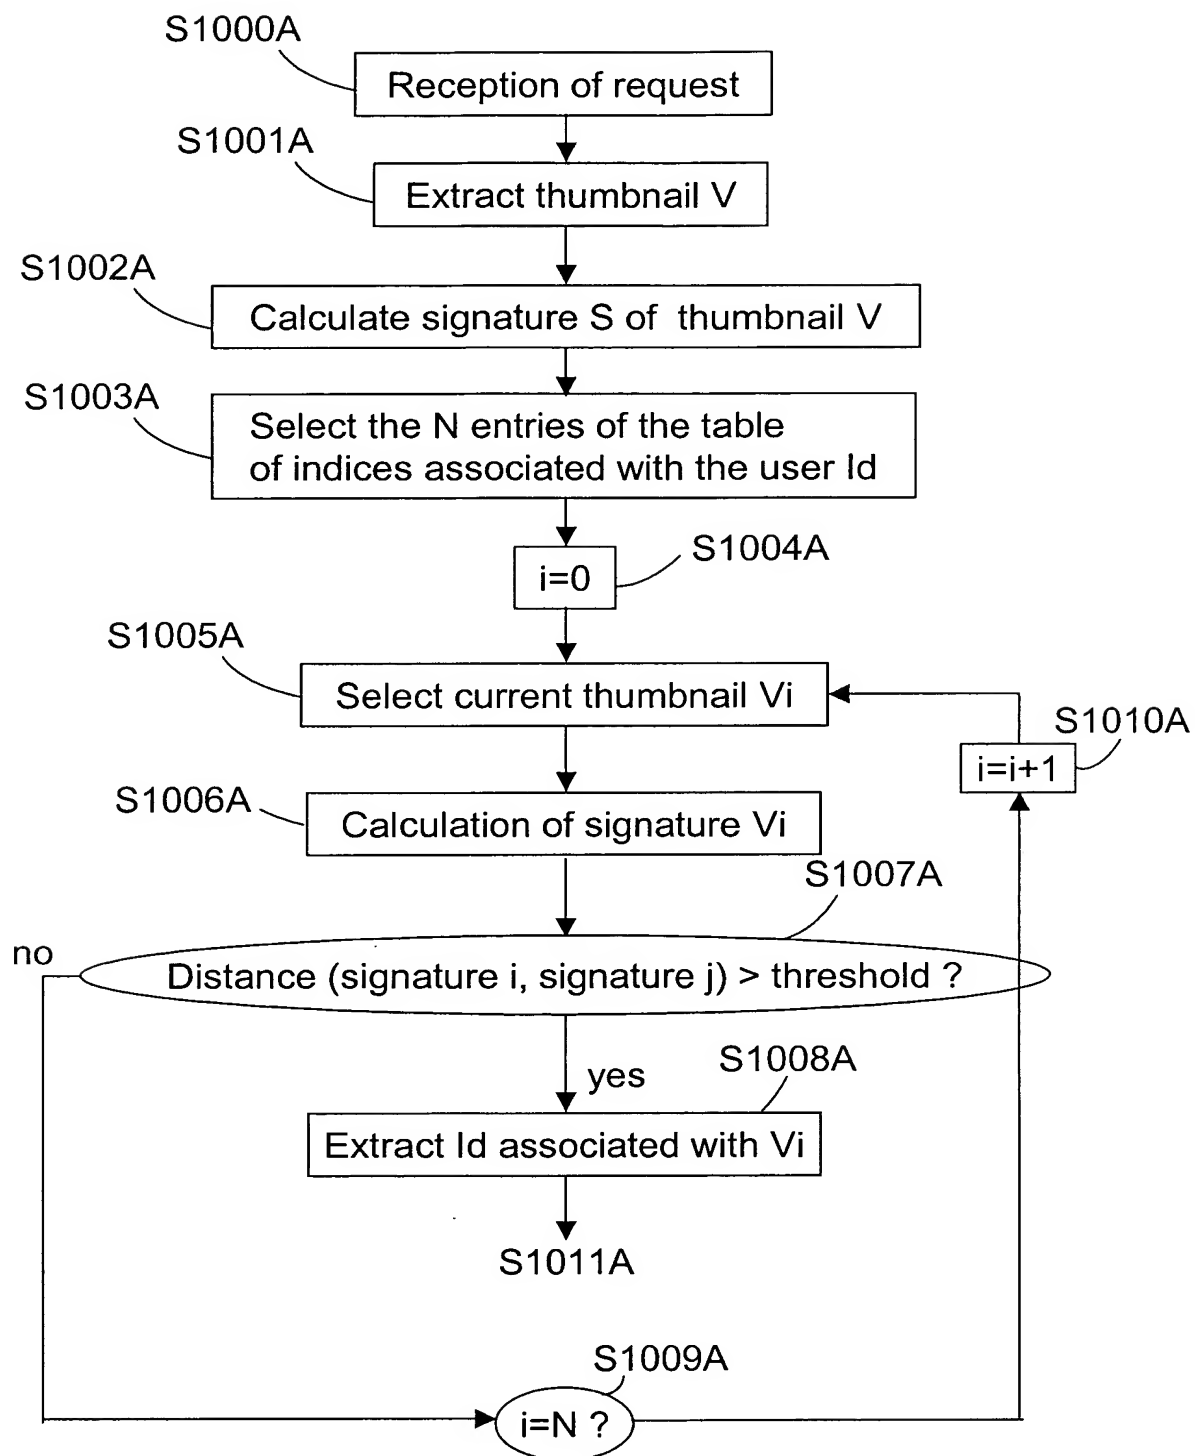 S1000A
Reception of request
S1001A
Extract thumbnail V
S1002A
Calculate signature S of thumbnail V
S1003A
Select the N entries of the table
of indices associated with the user Id
S1004A
i=0
S1005A
Select current thumbnail Vi
S1010A
i=i+1
S1006A
Calculation of signature Vi
S1007A
no
Distance (signature i, signature j) > threshold ?
yes
S1008A
Extract Id associated with Vi
S1011A
S1009A
i=N ?